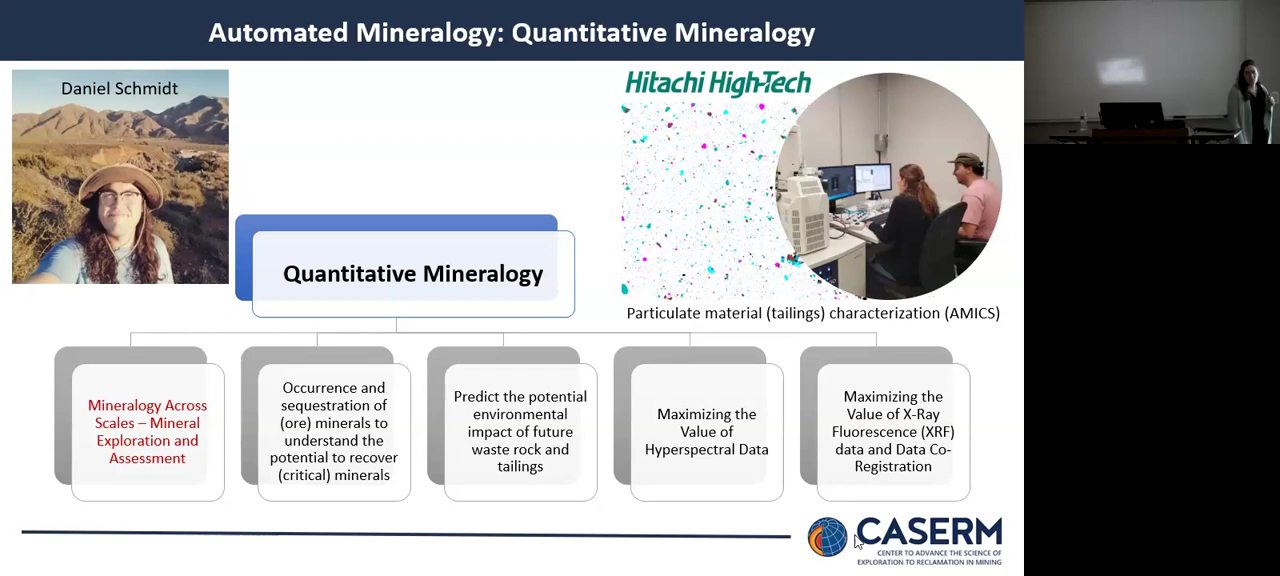 Automated Mineralogy: Quantitative Mineralogy
Daniel Schmidt
Hitachi High-Tech
Particulate material (tailings) characterization (AMICS)
Quantitative Mineralogy
Mineralogy Across
Scales – Mineral
Exploration and
Assessment
Occurrence and
sequestration of
(ore) minerals to
understand the
potential to recover
(critical) minerals
Predict the potential
environmental
impact of future
waste rock and
tailings
Maximizing the
Value of
Hyperspectral Data
Maximizing the
Value of X-Ray
Fluorescence (XRF)
data and Data Co-
Registration
CASERM
CENTER TO ADVANCE THE SCIENCE OF
EXPLORATION TO RECLAMATION IN MINING